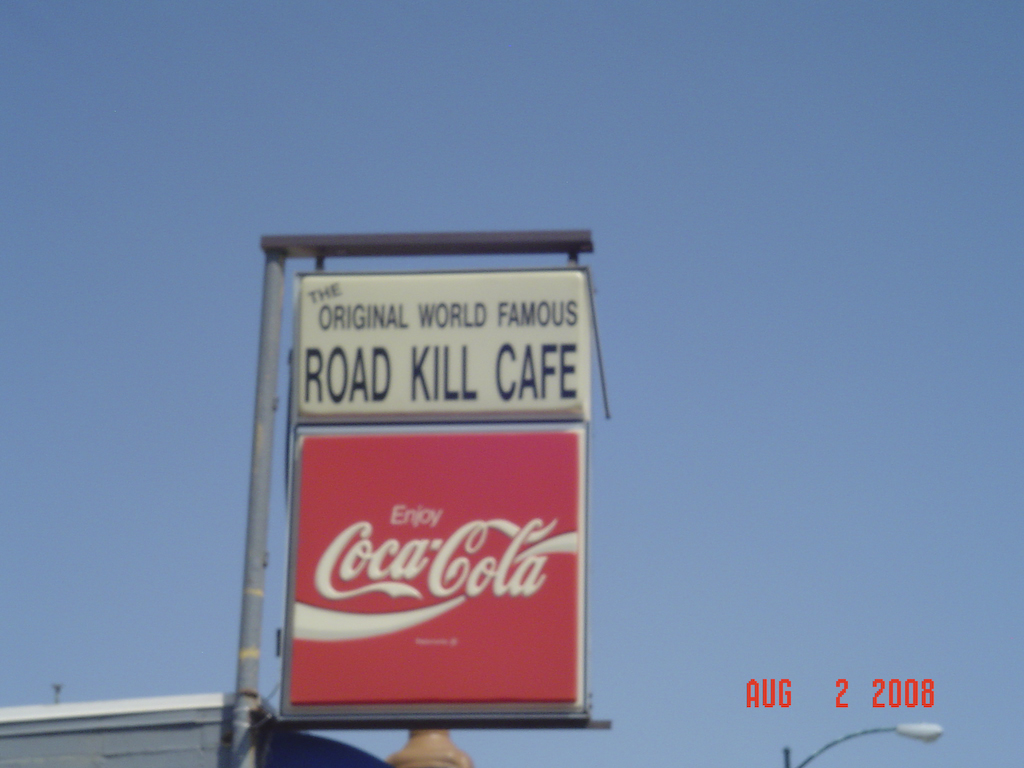 THE
ORIGINAL WORLD FAMOUS
ROAD KILL CAFE
Enjoy
Coca-Cola
AUG 2 2008